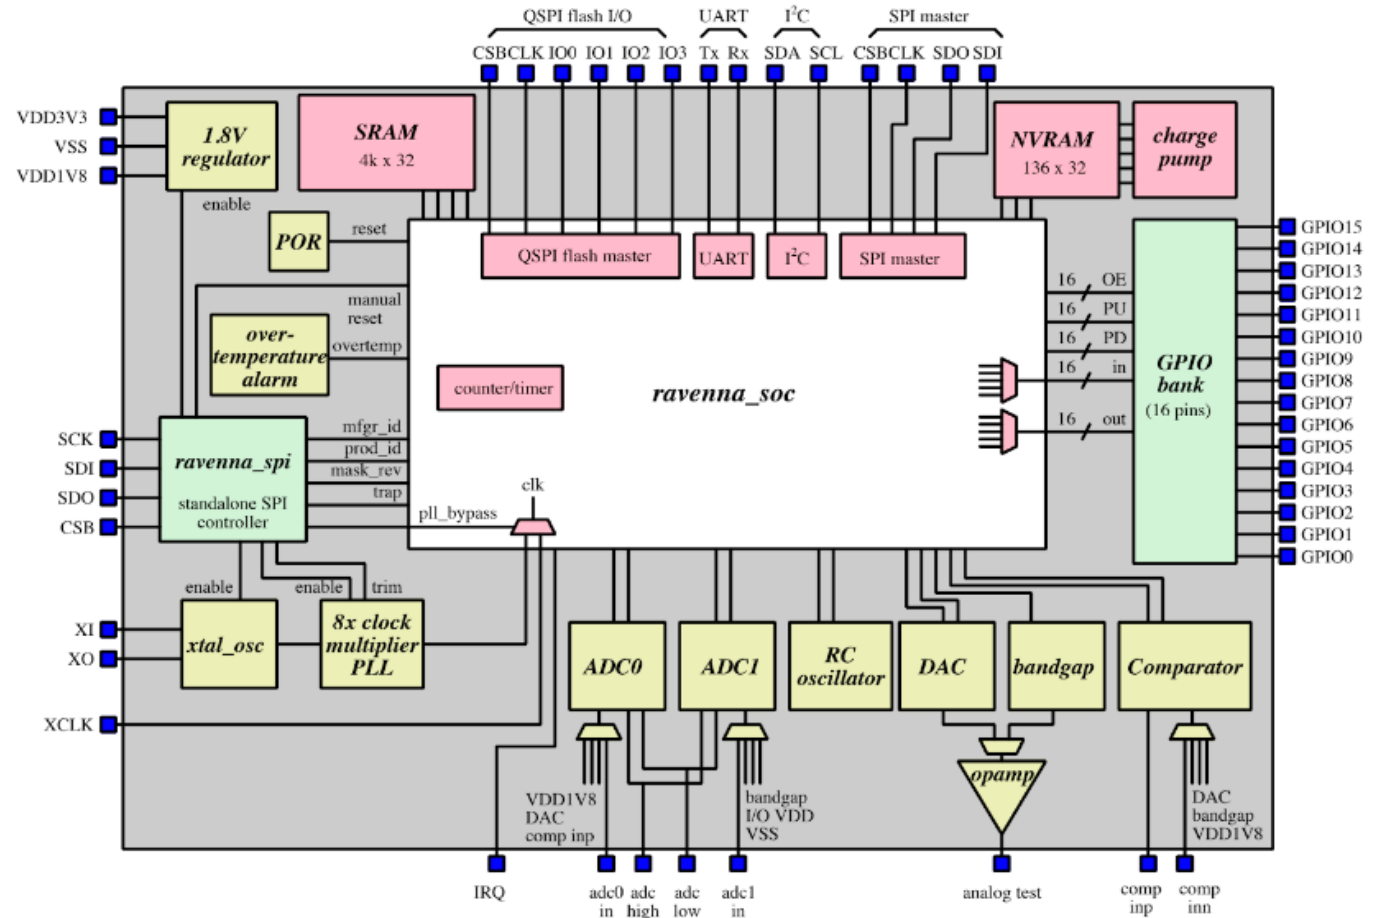 QSPI flash I/O UART I²C SPI master
CSB CLK IO0 IO1 IO2 IO3 Tx Rx SDA SCL CSB CLK SDO SDI
VDD3V3
VSS
VDD1V8
1.8V
regulator
enable
SRAM
4k x 32
NVRAM
136 x 32
charge
pump
POR
reset
QSPI flash master
UART
I²C
SPI master
manual
reset
over-
temperature
alarm
overtemp
counter/timer
ravenna_soc
16 OE
16 PU
16 PD
16 in
16 out
GPIO
bank
(16 pins)
GPIO15
GPIO14
GPIO13
GPIO12
GPIO11
GPIO10
GPIO9
GPIO8
GPIO7
GPIO6
GPIO5
GPIO4
GPIO3
GPIO2
GPIO1
GPIO0
SCK
SDI
SDO
CSB
ravenna_spi
standalone SPI
controller
mfgr_id
prod_id
mask_rev
trap
pll_bypass
clk
enable
enable
trim
XI
XO
xtal_osc
8x clock
multiplier
PLL
XCLK
ADC0
ADC1
RC
oscillator
DAC
bandgap
Comparator
opamp
VDD1V8
DAC
comp inp
bandgap
I/O VDD
VSS
DAC
bandgap
VDD1V8
IRQ
adc0
in
adc
high
adc
low
adc1
in
analog test
comp
inp
comp
inn